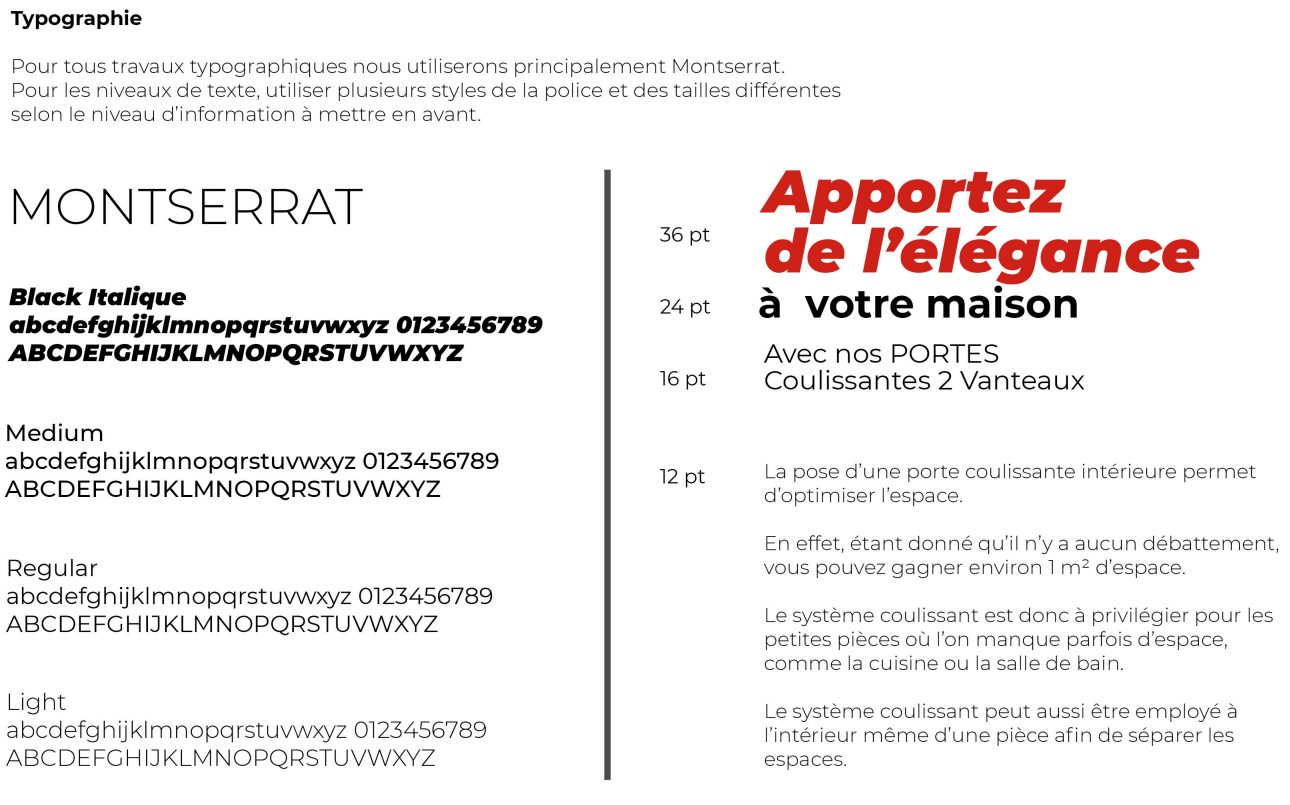 Typographie
Pour tous travaux typographiques nous utiliserons principalement Montserrat.
Pour les niveaux de texte, utiliser plusieurs styles de la police et des tailles différentes
selon le niveau d’information à mettre en avant.
MONTSERRAT
Black Italique
abcdefghijklmnopqrstuvwxyz 0123456789
ABCDEFGHIJKLMNOPQRSTUVWXYZ
Medium
abcdefghijklmnopqrstuvwxyz 0123456789
ABCDEFGHIJKLMNOPQRSTUVWXYZ
Regular
abcdefghijklmnopqrstuvwxyz 0123456789
ABCDEFGHIJKLMNOPQRSTUVWXYZ
Light
abcdefghijklmnopqrstuvwxyz 0123456789
ABCDEFGHIJKLMNOPQRSTUVWXYZ
36 pt
Apportez
de l’élégance
24 pt
à  votre maison
16 pt
Avec nos PORTES
Coulissantes 2 Vanteaux
12 pt
La pose d’une porte coulissante intérieure permet
d’optimiser l’espace.
En effet, étant donné qu’il n’y a aucun débattement,
vous pouvez gagner environ 1 m² d’espace.
Le système coulissant est donc à privilégier pour les
petites pièces où l’on manque parfois d’espace,
comme la cuisine ou la salle de bain.
Le système coulissant peut aussi être employé à
l’intérieur même d’une pièce afin de séparer les
espaces.